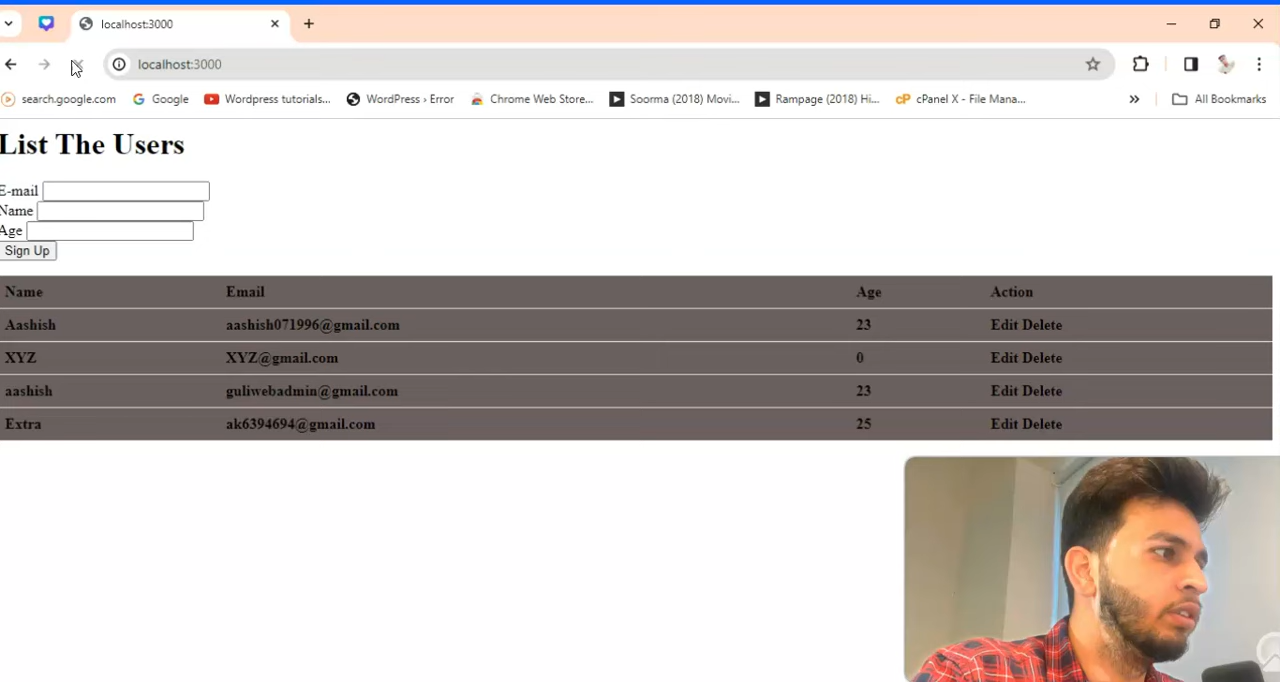 localhost:3000
localhost:3000
search.google.com Google Wordpress tutorials... WordPress › Error Chrome Web Store... Soorma (2018) Movi... Rampage (2018) Hi... cP cPanel X - File Mana... All Bookmarks
List The Users
E-mail
Name
Age
Sign Up
Name Email Age Action
Aashish aashish071996@gmail.com 23 Edit Delete
XYZ XYZ@gmail.com 0 Edit Delete
aashish guliwebadmin@gmail.com 23 Edit Delete
Extra ak6394694@gmail.com 25 Edit Delete